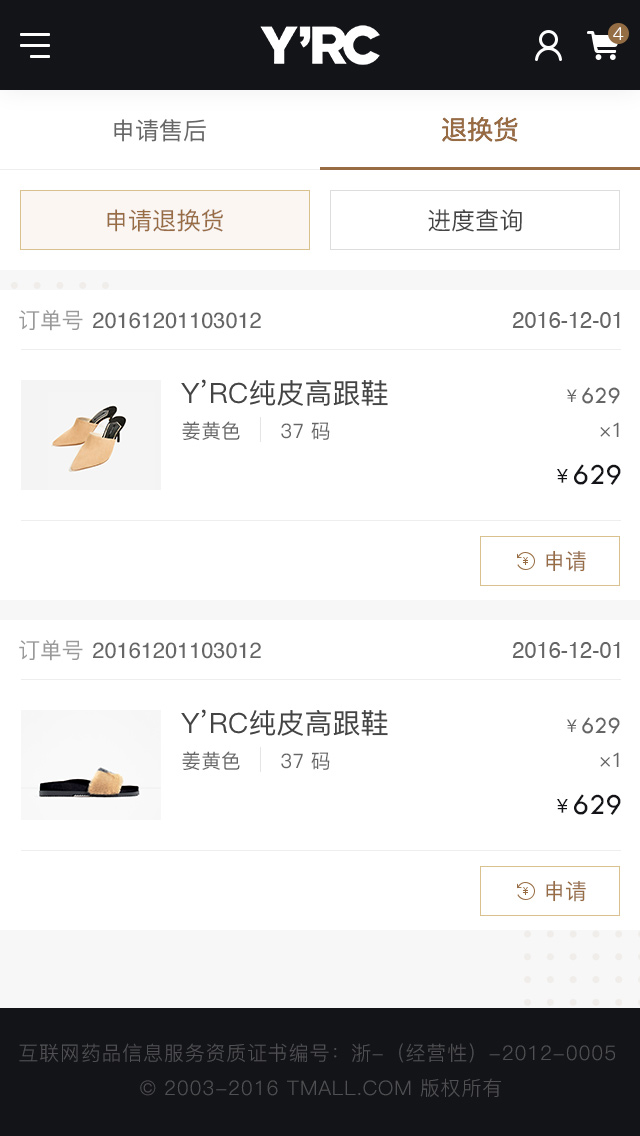 Y'RC
4
申请售后 退换货
申请退换货 进度查询
订单号 20161201103012 2016-12-01
Y'RC纯皮高跟鞋 ¥629
姜黄色 37 码 ×1
¥629
申请
订单号 20161201103012 2016-12-01
Y'RC纯皮高跟鞋 ¥629
姜黄色 37 码 ×1
¥629
申请
互联网药品信息服务资质证书编号：浙-（经营性）-2012-0005
© 2003-2016 TMALL.COM 版权所有